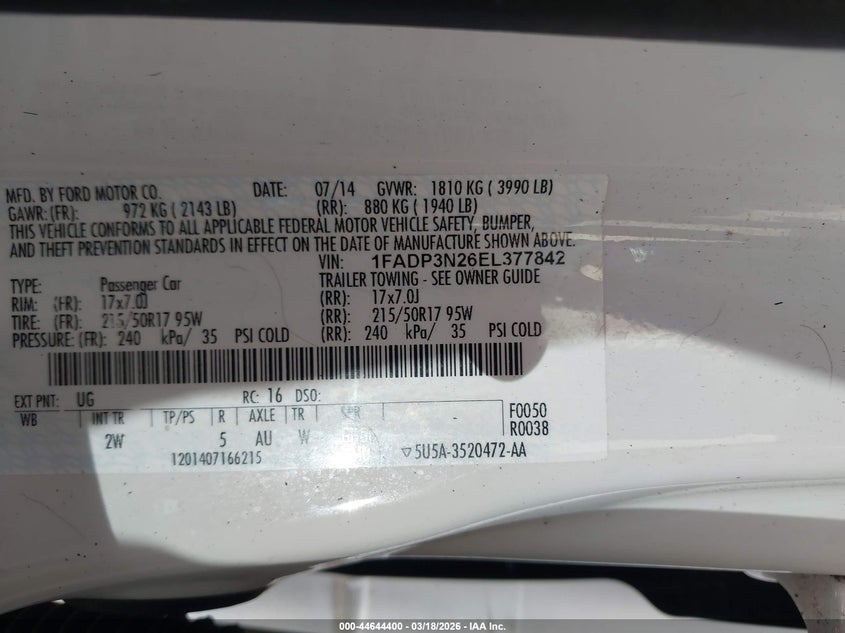 MFD. BY FORD MOTOR CO. DATE: 07/14 GVWR: 1810 KG ( 3990 LB)
GAWR: (FR): 972 KG ( 2143 LB) (RR): 880 KG ( 1940 LB)
THIS VEHICLE CONFORMS TO ALL APPLICABLE FEDERAL MOTOR VEHICLE SAFETY, BUMPER,
AND THEFT PREVENTION STANDARDS IN EFFECT ON THE DATE OF MANUFACTURE SHOWN ABOVE.
VIN: 1FADP3N26EL377842
TYPE: Passenger Car TRAILER TOWING - SEE OWNER GUIDE
RIM: (FR): 17x7.0J (RR): 17x7.0J
TIRE: (FR): 215/50R17 95W (RR): 215/50R17 95W
PRESSURE: (FR): 240 kPa/ 35 PSI COLD (RR): 240 kPa/ 35 PSI COLD
EXT PNT: UG RC: 16 DSO:
WB INT TR TP/PS R AXLE TR SPR F0050
R0038
2W 5 AU W
1201407166215 ▽5U5A-3520472-AA
000-44644400 — 03/18/2026 — IAA Inc.